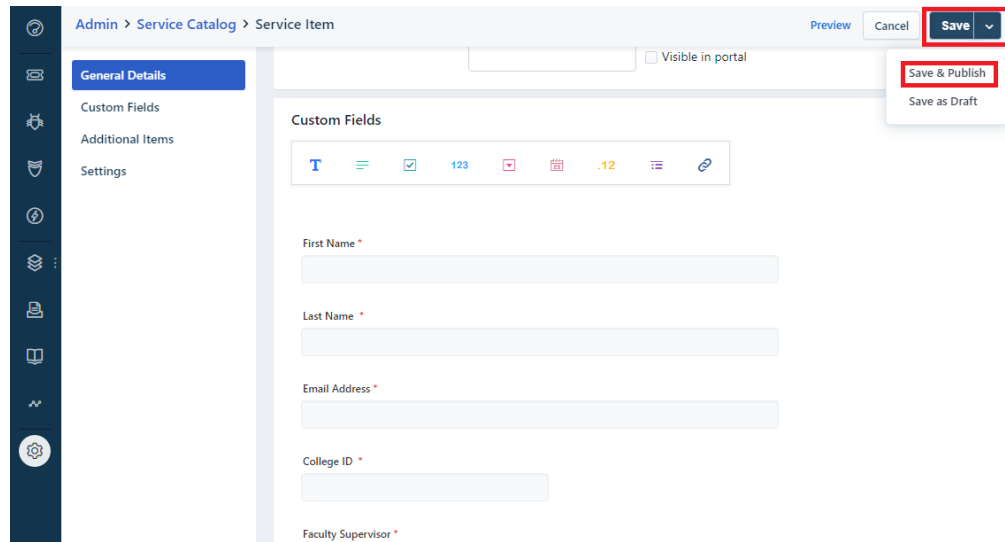 Admin > Service Catalog > Service Item
Preview
Cancel
Save
Save & Publish
Save as Draft
General Details
Custom Fields
Additional Items
Settings
Visible in portal
Custom Fields
T
123
.12
First Name *
Last Name *
Email Address *
College ID *
Faculty Supervisor *